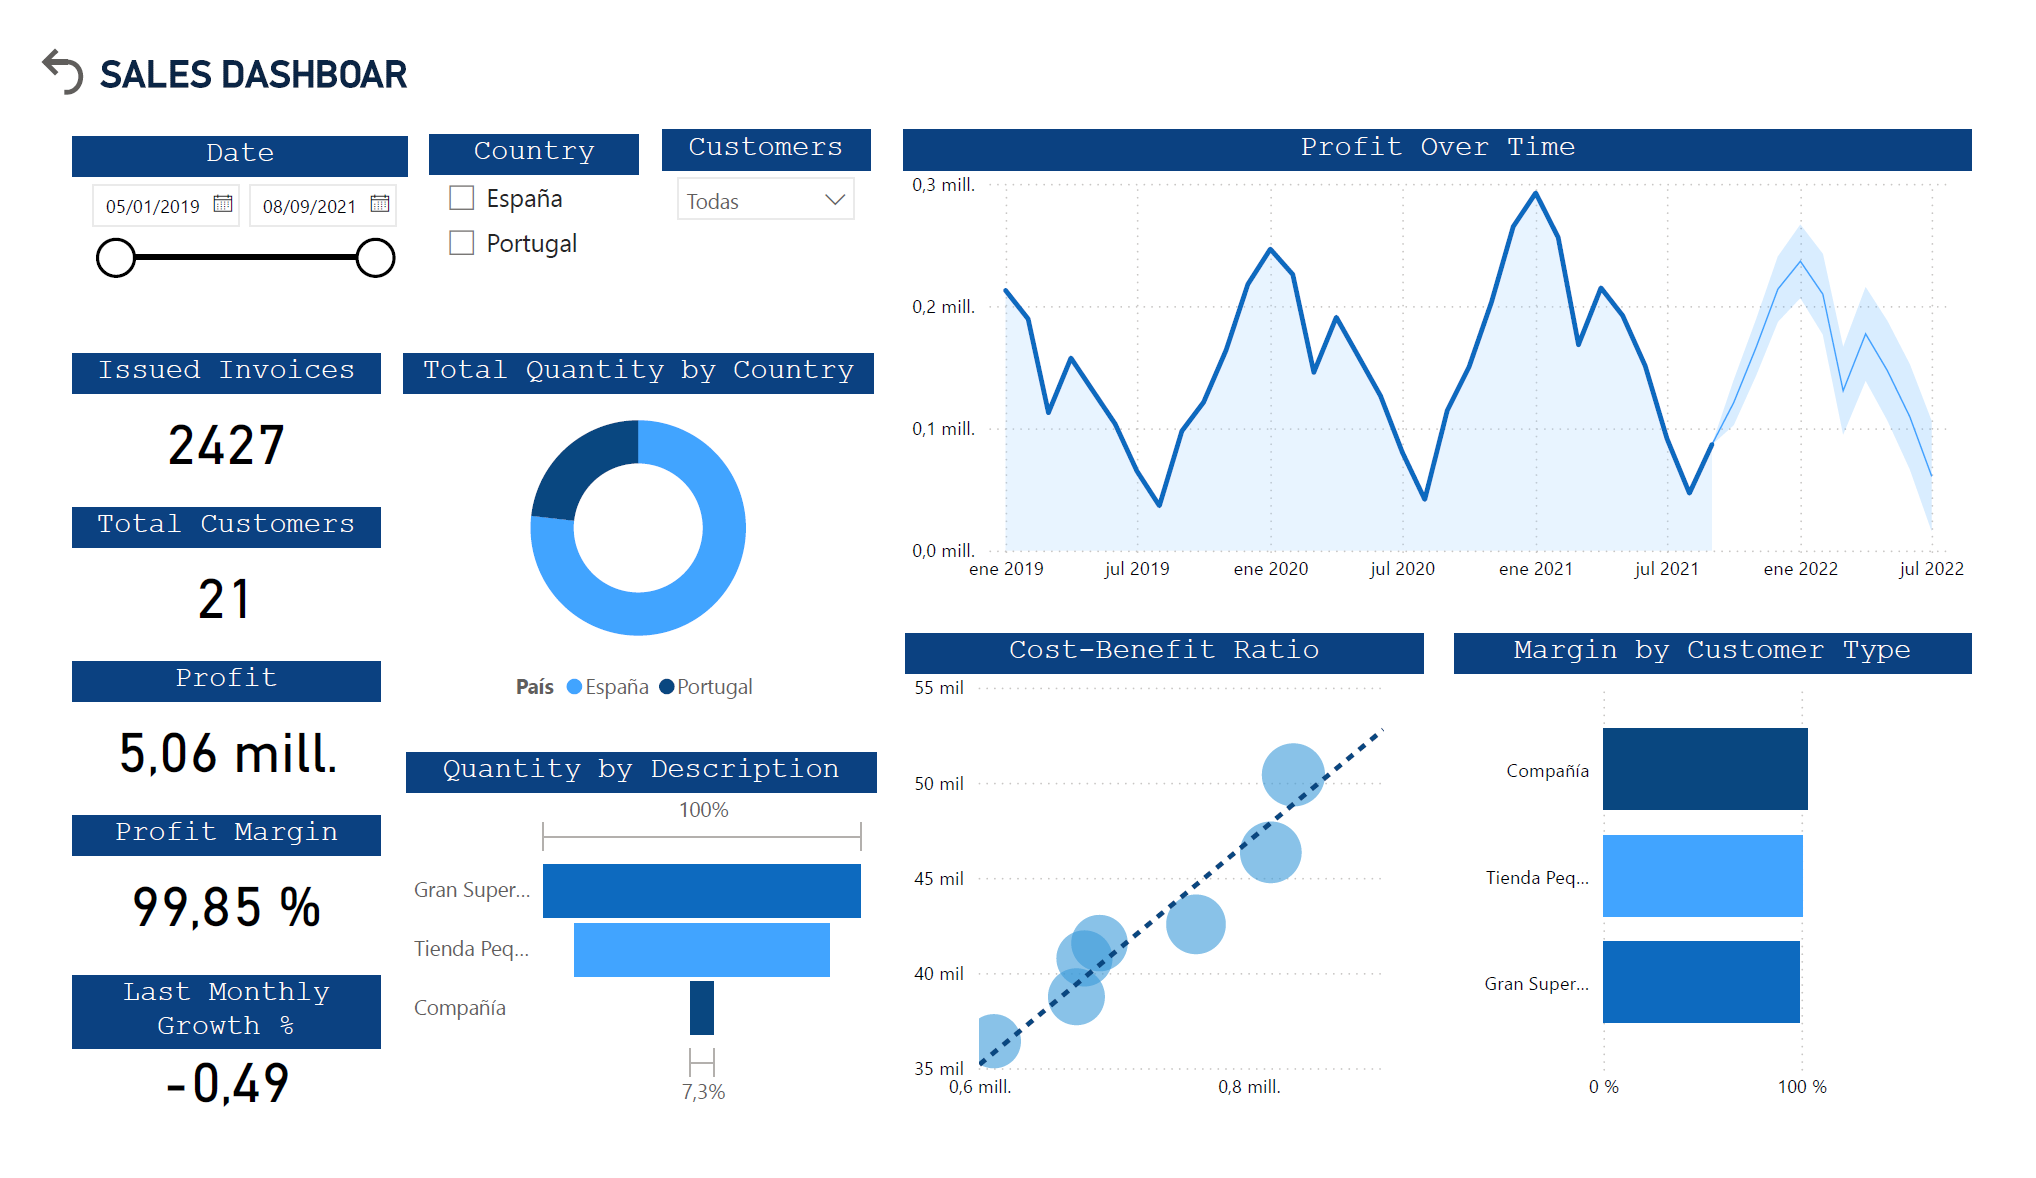 SALES DASHBOAR
Date
05/01/2019
08/09/2021
Country
España
Portugal
Customers
Todas
Issued Invoices
2427
Total Customers
21
Profit
5,06 mill.
Profit Margin
99,85 %
Last Monthly
Growth %
-0,49
Total Quantity by Country
País España Portugal
Quantity by Description
100%
Gran Super...
Tienda Peq...
Compañía
7,3%
Profit Over Time
0,3 mill.
0,2 mill.
0,1 mill.
0,0 mill.
ene 2019 jul 2019 ene 2020 jul 2020 ene 2021 jul 2021 ene 2022 jul 2022
Cost-Benefit Ratio
55 mil
50 mil
45 mil
40 mil
35 mil
0,6 mill. 0,8 mill.
Margin by Customer Type
Compañía
Tienda Peq...
Gran Super...
0 % 100 %